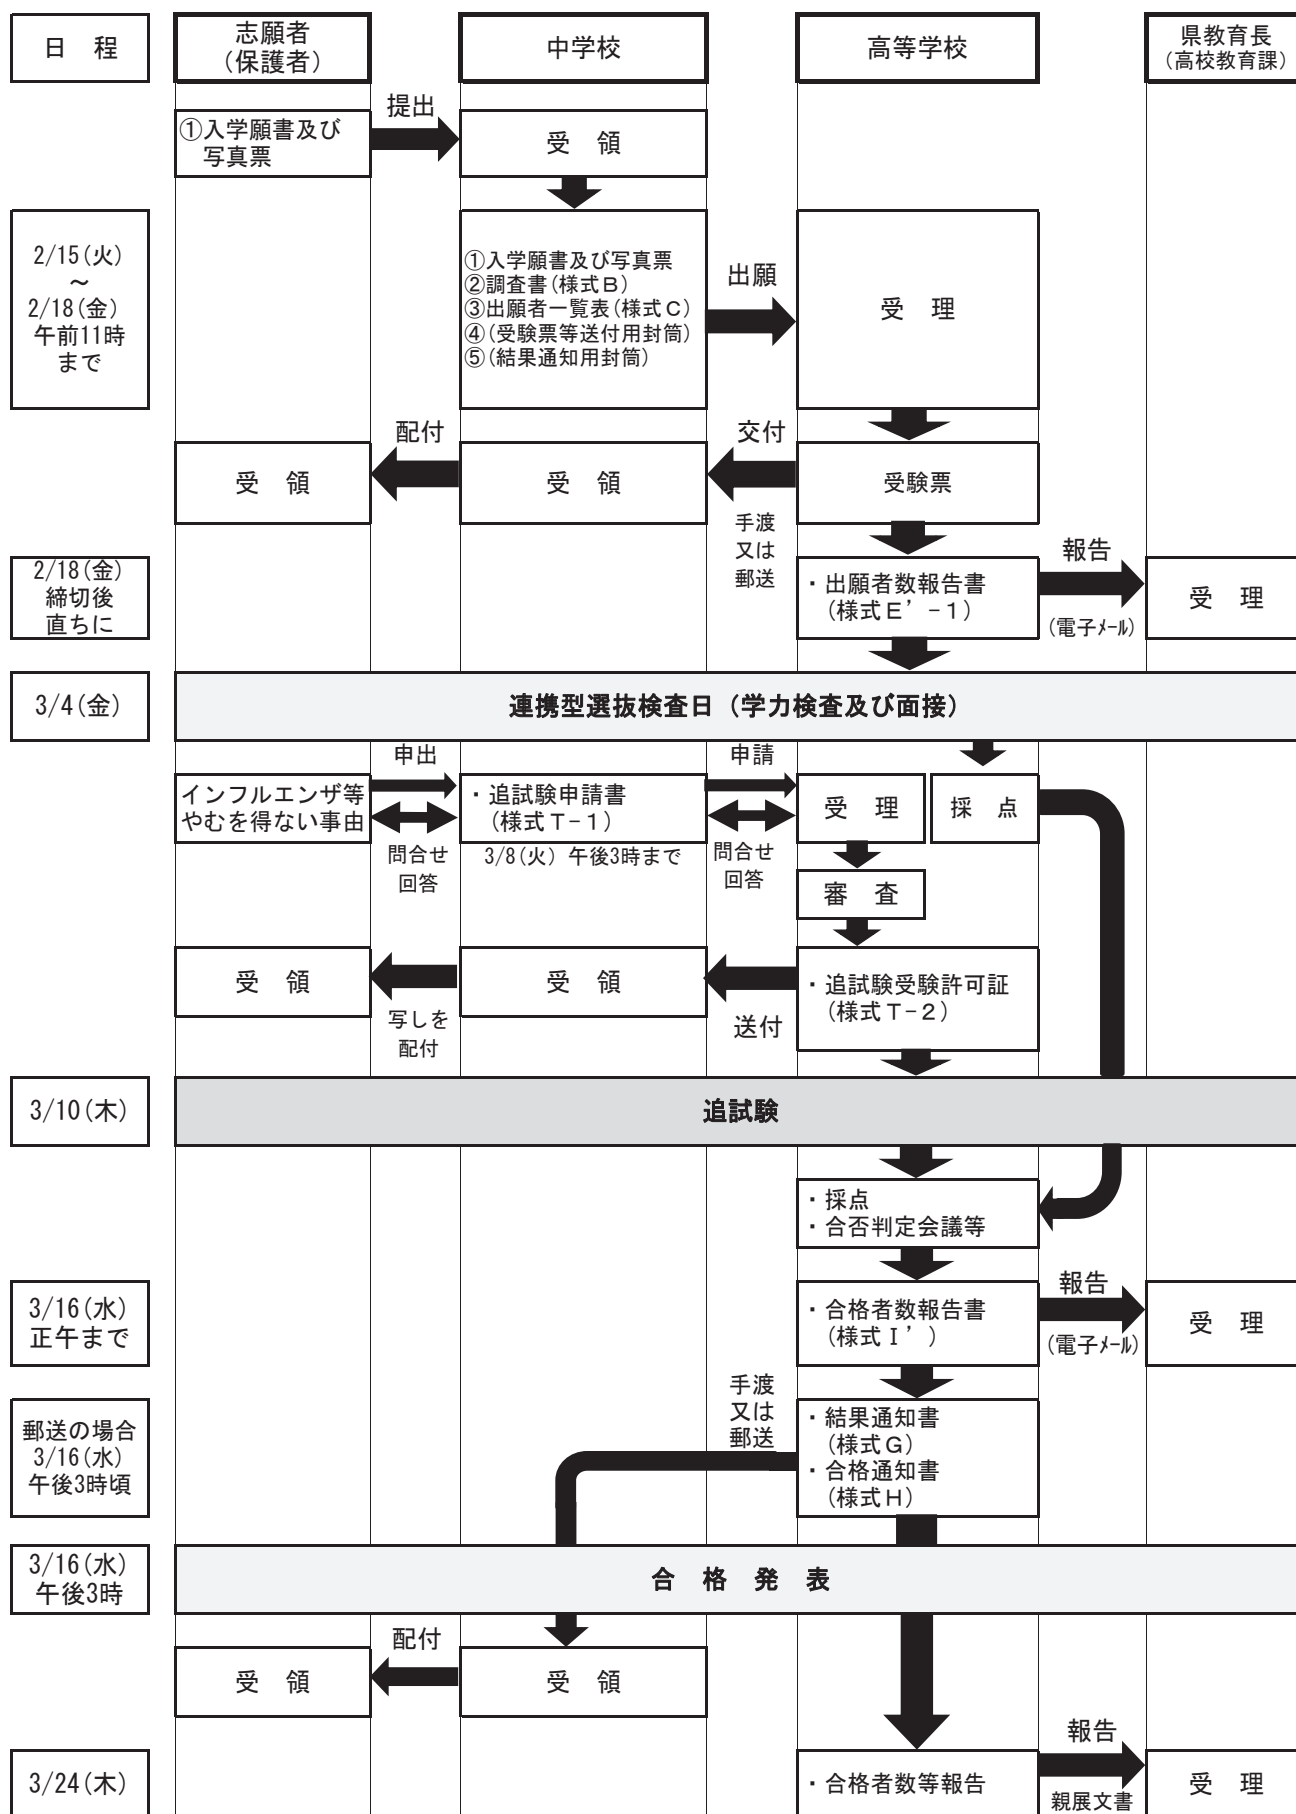 日　程
志願者
（保護者）
中学校
高等学校
県教育長
（高校教育課）
提出
①入学願書及び
写真票
受　領
2/15(火)
～
2/18(金)
午前11時
まで
①入学願書及び写真票
②調査書(様式Ｂ)
③出願者一覧表(様式Ｃ)
④(受験票等送付用封筒)
⑤(結果通知用封筒)
出願
受　理
配付
交付
受　領
受　領
受験票
手渡
又は
郵送
2/18(金)
締切後
直ちに
・出願者数報告書
(様式Ｅ’-１)
報告
(電子ﾒｰﾙ)
受　理
3/4(金)
連携型選抜検査日（学力検査及び面接）
申出
申請
インフルエンザ等
やむを得ない事由
・追試験申請書
(様式Ｔ-１)
受　理
採　点
問合せ
回答
3/8(火) 午後3時まで
問合せ
回答
審　査
受　領
受　領
・追試験受験許可証
(様式Ｔ-２)
写しを
配付
送付
3/10(木)
追試験
・採点
・合否判定会議等
3/16(水)
正午まで
・合格者数報告書
(様式Ｉ’)
報告
(電子ﾒｰﾙ)
受　理
郵送の場合
3/16(水)
午後3時頃
手渡
又は
郵送
・結果通知書
(様式Ｇ)
・合格通知書
(様式Ｈ)
3/16(水)
午後3時
合　格　発　表
配付
受　領
受　領
3/24(木)
・合格者数等報告
報告
親展文書
受　理